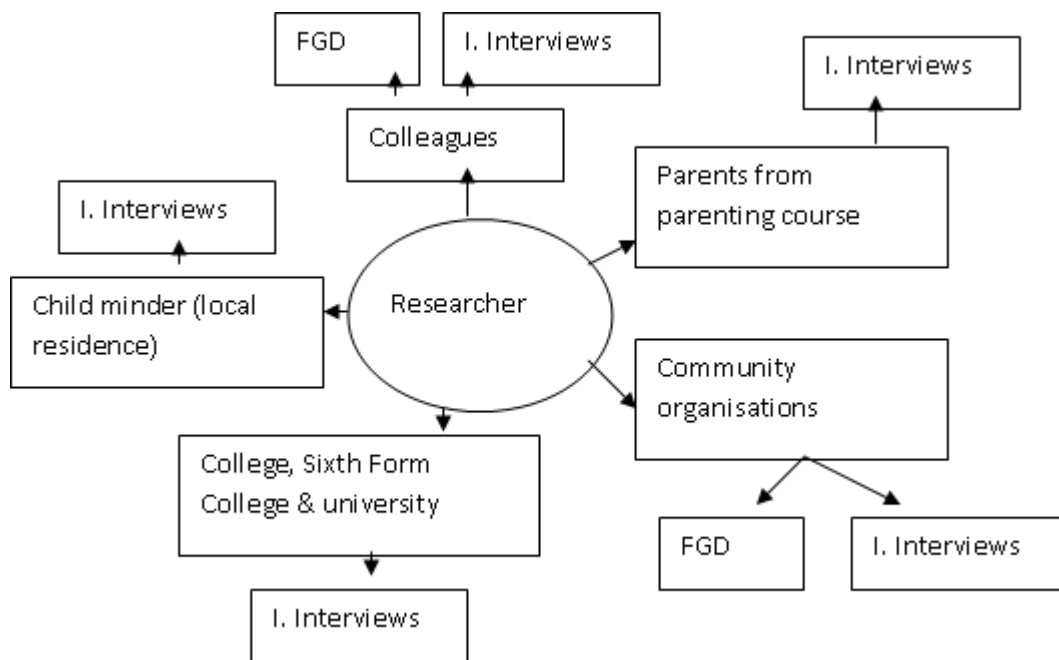 FGD
I. Interviews
I. Interviews
Colleagues
Parents from
parenting course
I. Interviews
Child minder (local
residence)
Researcher
Community
organisations
College, Sixth Form
College & university
FGD
I. Interviews
I. Interviews